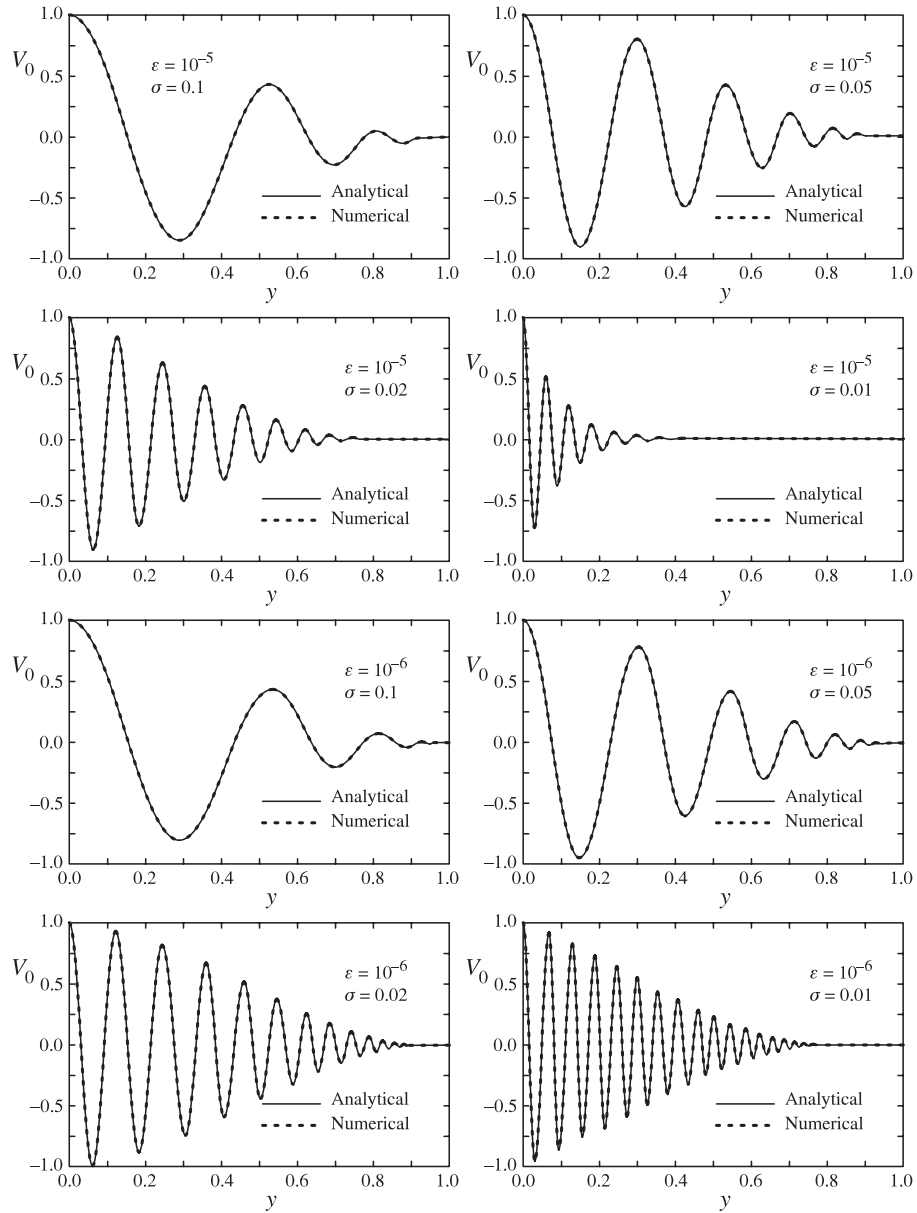 1.0
V₀
0.5
0.0
−0.5
−1.0
ε = 10⁻⁵
σ = 0.1
Analytical
Numerical
0.0 0.2 0.4 0.6 0.8 1.0
y
1.0
V₀
0.5
0.0
−0.5
−1.0
ε = 10⁻⁵
σ = 0.05
Analytical
Numerical
0.0 0.2 0.4 0.6 0.8 1.0
y
1.0
V₀
0.5
0.0
−0.5
−1.0
ε = 10⁻⁵
σ = 0.02
Analytical
Numerical
0.0 0.2 0.4 0.6 0.8 1.0
y
1.0
V₀
0.5
0.0
−0.5
−1.0
ε = 10⁻⁵
σ = 0.01
Analytical
Numerical
0.0 0.2 0.4 0.6 0.8 1.0
y
1.0
V₀
0.5
0.0
−0.5
−1.0
ε = 10⁻⁶
σ = 0.1
Analytical
Numerical
0.0 0.2 0.4 0.6 0.8 1.0
y
1.0
V₀
0.5
0.0
−0.5
−1.0
ε = 10⁻⁶
σ = 0.05
Analytical
Numerical
0.0 0.2 0.4 0.6 0.8 1.0
y
1.0
V₀
0.5
0.0
−0.5
−1.0
ε = 10⁻⁶
σ = 0.02
Analytical
Numerical
0.0 0.2 0.4 0.6 0.8 1.0
y
1.0
V₀
0.5
0.0
−0.5
−1.0
ε = 10⁻⁶
σ = 0.01
Analytical
Numerical
0.0 0.2 0.4 0.6 0.8 1.0
y